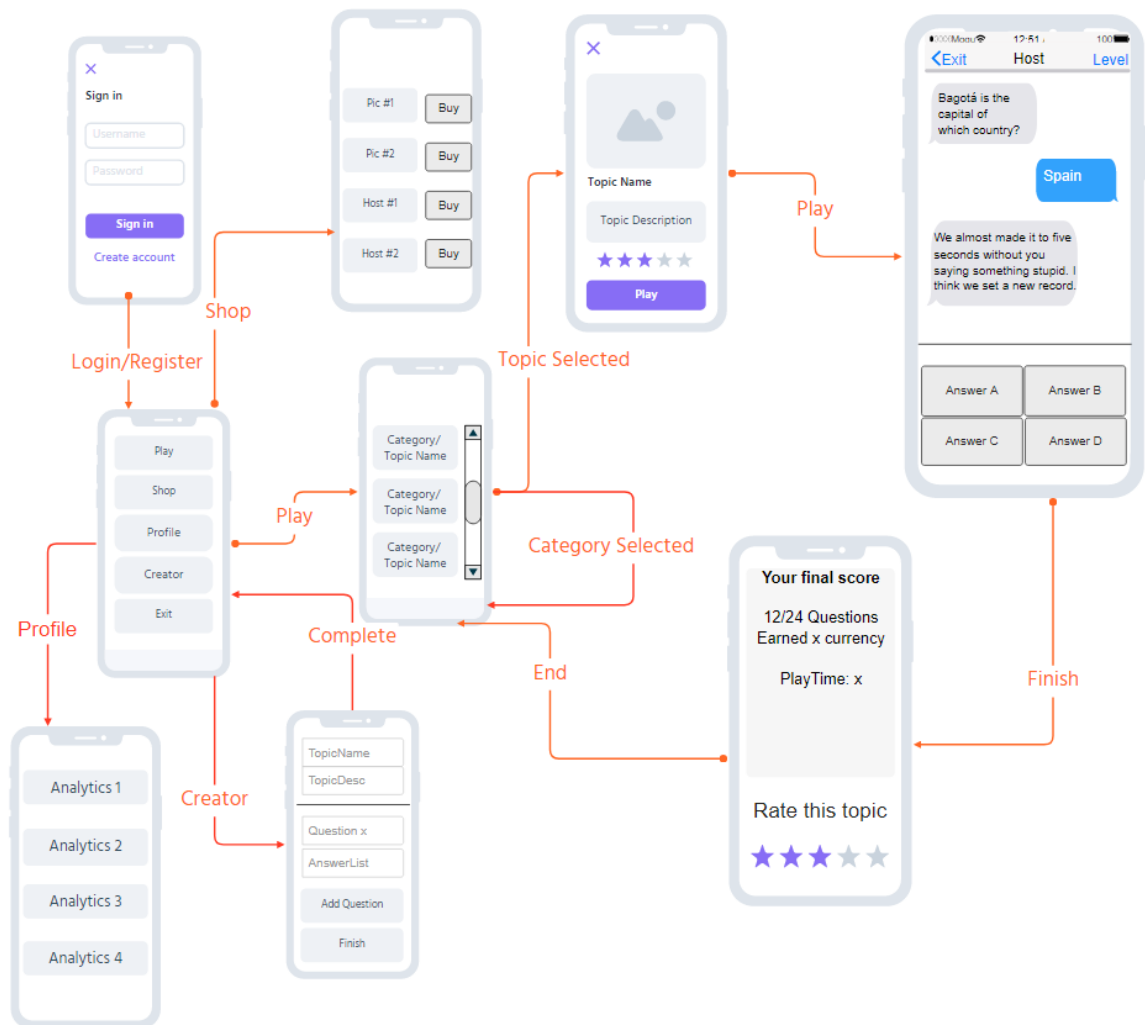 Sign in
Username
Password
Sign in
Create account
Login/Register
Pic #1
Buy
Pic #2
Buy
Host #1
Buy
Host #2
Buy
Shop
Topic Name
Topic Description
Play
Topic Selected
Play
12:51
100
Exit
Host
Level
Bagotá is the
capital of
which country?
Spain
We almost made it to five
seconds without you
saying something stupid. I
think we set a new record.
Answer A
Answer B
Answer C
Answer D
Play
Shop
Profile
Creator
Exit
Play
Category/
Topic Name
Category/
Topic Name
Category/
Topic Name
Category Selected
Profile
Complete
End
Finish
Your final score
12/24 Questions
Earned x currency
PlayTime: x
Rate this topic
Analytics 1
Analytics 2
Analytics 3
Analytics 4
Creator
TopicName
TopicDesc
Question x
AnswerList
Add Question
Finish